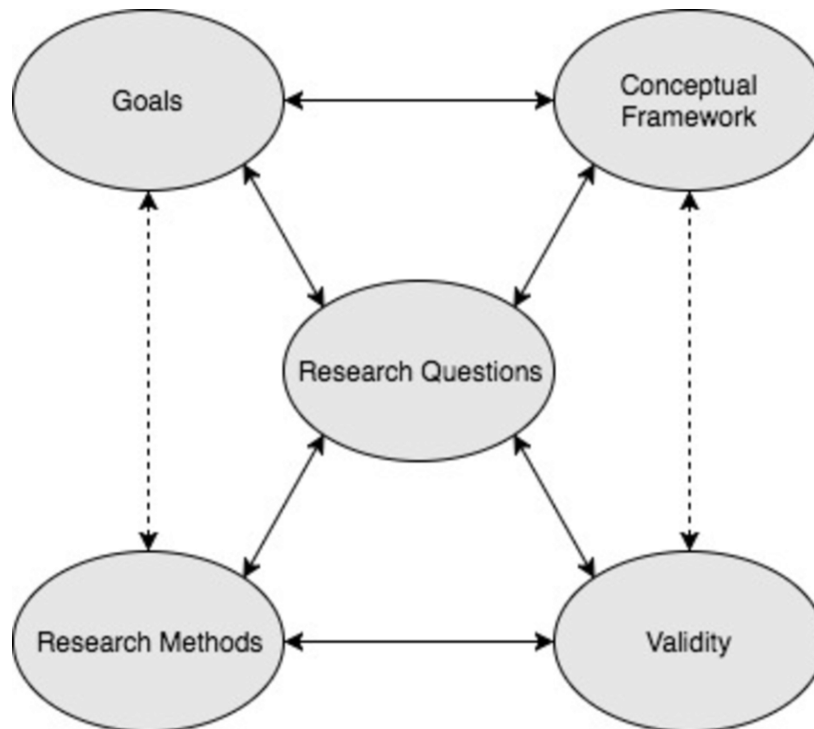 Goals
Conceptual
Framework
Research Questions
Research Methods
Validity